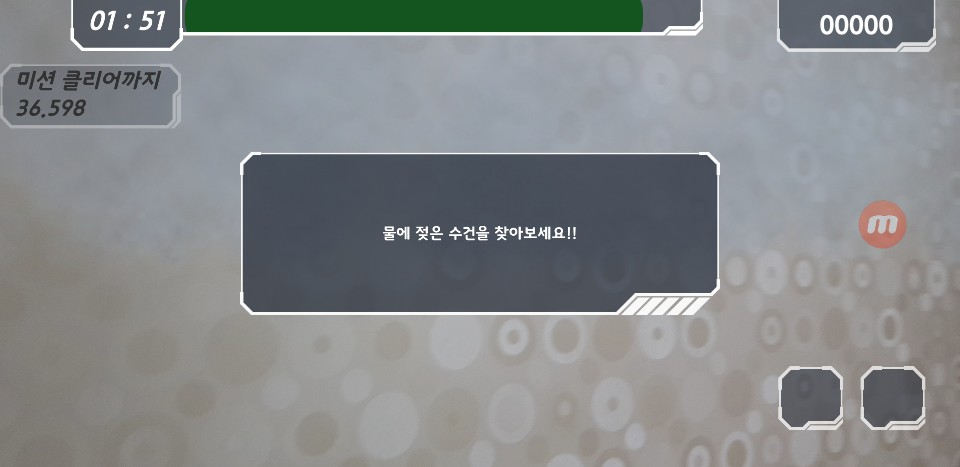 01 : 51
00000
미션 클리어까지
36,598
물에 젖은 수건을 찾아보세요!!
m